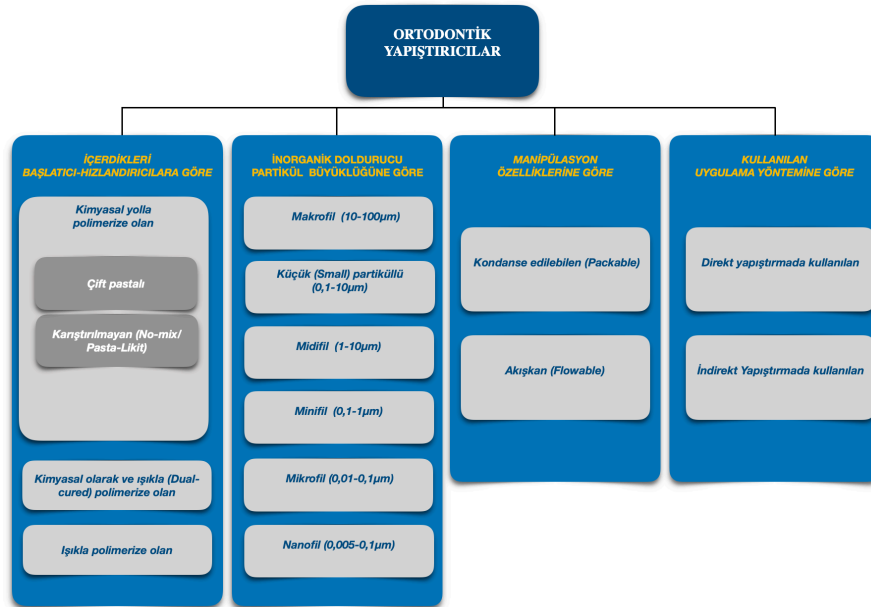 ORTODONTİK
YAPIŞTIRICILAR
İÇERDİKLERİ
BAŞLATICI-HIZLANDIRICILARA GÖRE
Kimyasal yolla
polimerize olan
Çift pastalı
Karıştırılmayan (No-mix/
Pasta-Likit)
Kimyasal olarak ve ışıkla (Dual-
cured) polimerize olan
Işıkla polimerize olan
İNORGANİK DOLDURUCU
PARTİKÜL BÜYÜKLÜĞÜNE GÖRE
Makrofil (10-100µm)
Küçük (Small) partiküllü
(0,1-10µm)
Midifil (1-10µm)
Minifil (0,1-1µm)
Mikrofil (0,01-0,1µm)
Nanofil (0,005-0,1µm)
MANİPÜLASYON
ÖZELLİKLERİNE GÖRE
Kondanse edilebilen (Packable)
Akışkan (Flowable)
KULLANILAN
UYGULAMA YÖNTEMİNE GÖRE
Direkt yapıştırmada kullanılan
İndirekt Yapıştırmada kullanılan